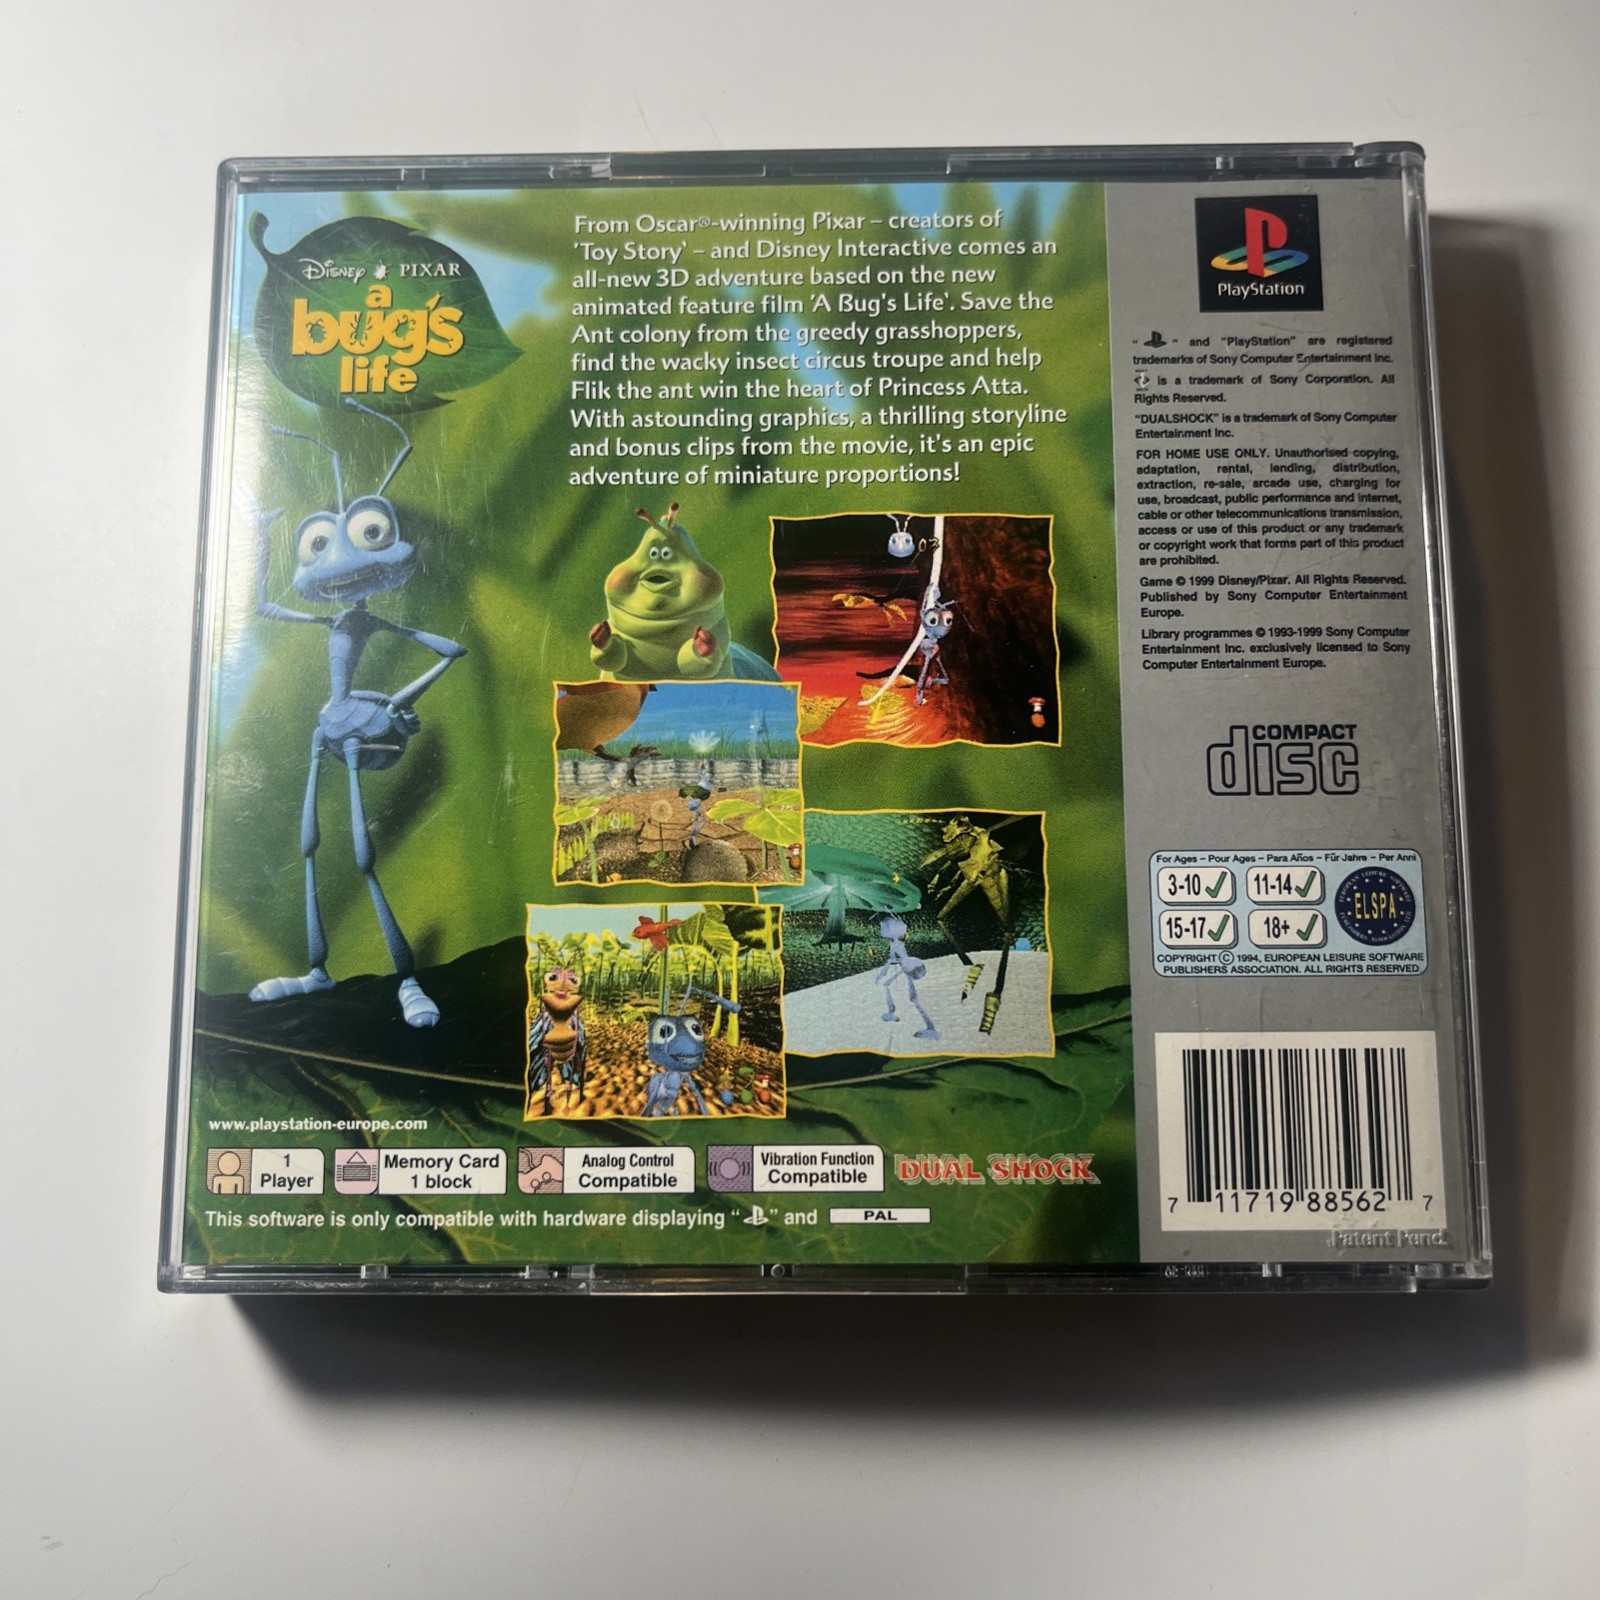 DISNEY PIXAR
a
bug's
life
From Oscar®-winning Pixar – creators of
'Toy Story' – and Disney Interactive comes an
all-new 3D adventure based on the new
animated feature film 'A Bug's Life'. Save the
Ant colony from the greedy grasshoppers,
find the wacky insect circus troupe and help
Flik the ant win the heart of Princess Atta.
With astounding graphics, a thrilling storyline
and bonus clips from the movie, it's an epic
adventure of miniature proportions!
03
www.playstation-europe.com
1
Player
Memory Card
1 block
Analog Control
Compatible
Vibration Function
Compatible
DUAL SHOCK
This software is only compatible with hardware displaying " " and PAL
PlayStation
" " and "PlayStation" are registered
trademarks of Sony Computer Entertainment Inc.
is a trademark of Sony Corporation. All
Rights Reserved.
"DUALSHOCK" is a trademark of Sony Computer
Entertainment Inc.
FOR HOME USE ONLY. Unauthorised copying,
adaptation, rental, lending, distribution,
extraction, re-sale, arcade use, charging for
use, broadcast, public performance and internet,
cable or other telecommunications transmission,
access or use of this product or any trademark
or copyright work that forms part of this product
are prohibited.
Game © 1999 Disney/Pixar. All Rights Reserved.
Published by Sony Computer Entertainment
Europe.
Library programmes © 1993-1999 Sony Computer
Entertainment Inc. exclusively licensed to Sony
Computer Entertainment Europe.
COMPACT
disc
For Ages – Pour Ages – Para Años – Für Jahre – Per Anni
3-10 11-14
15-17 18+
ELSPA
COPYRIGHT © 1994, EUROPEAN LEISURE SOFTWARE
PUBLISHERS ASSOCIATION. ALL RIGHTS RESERVED
7 11719 88562 7
Patent Pend.